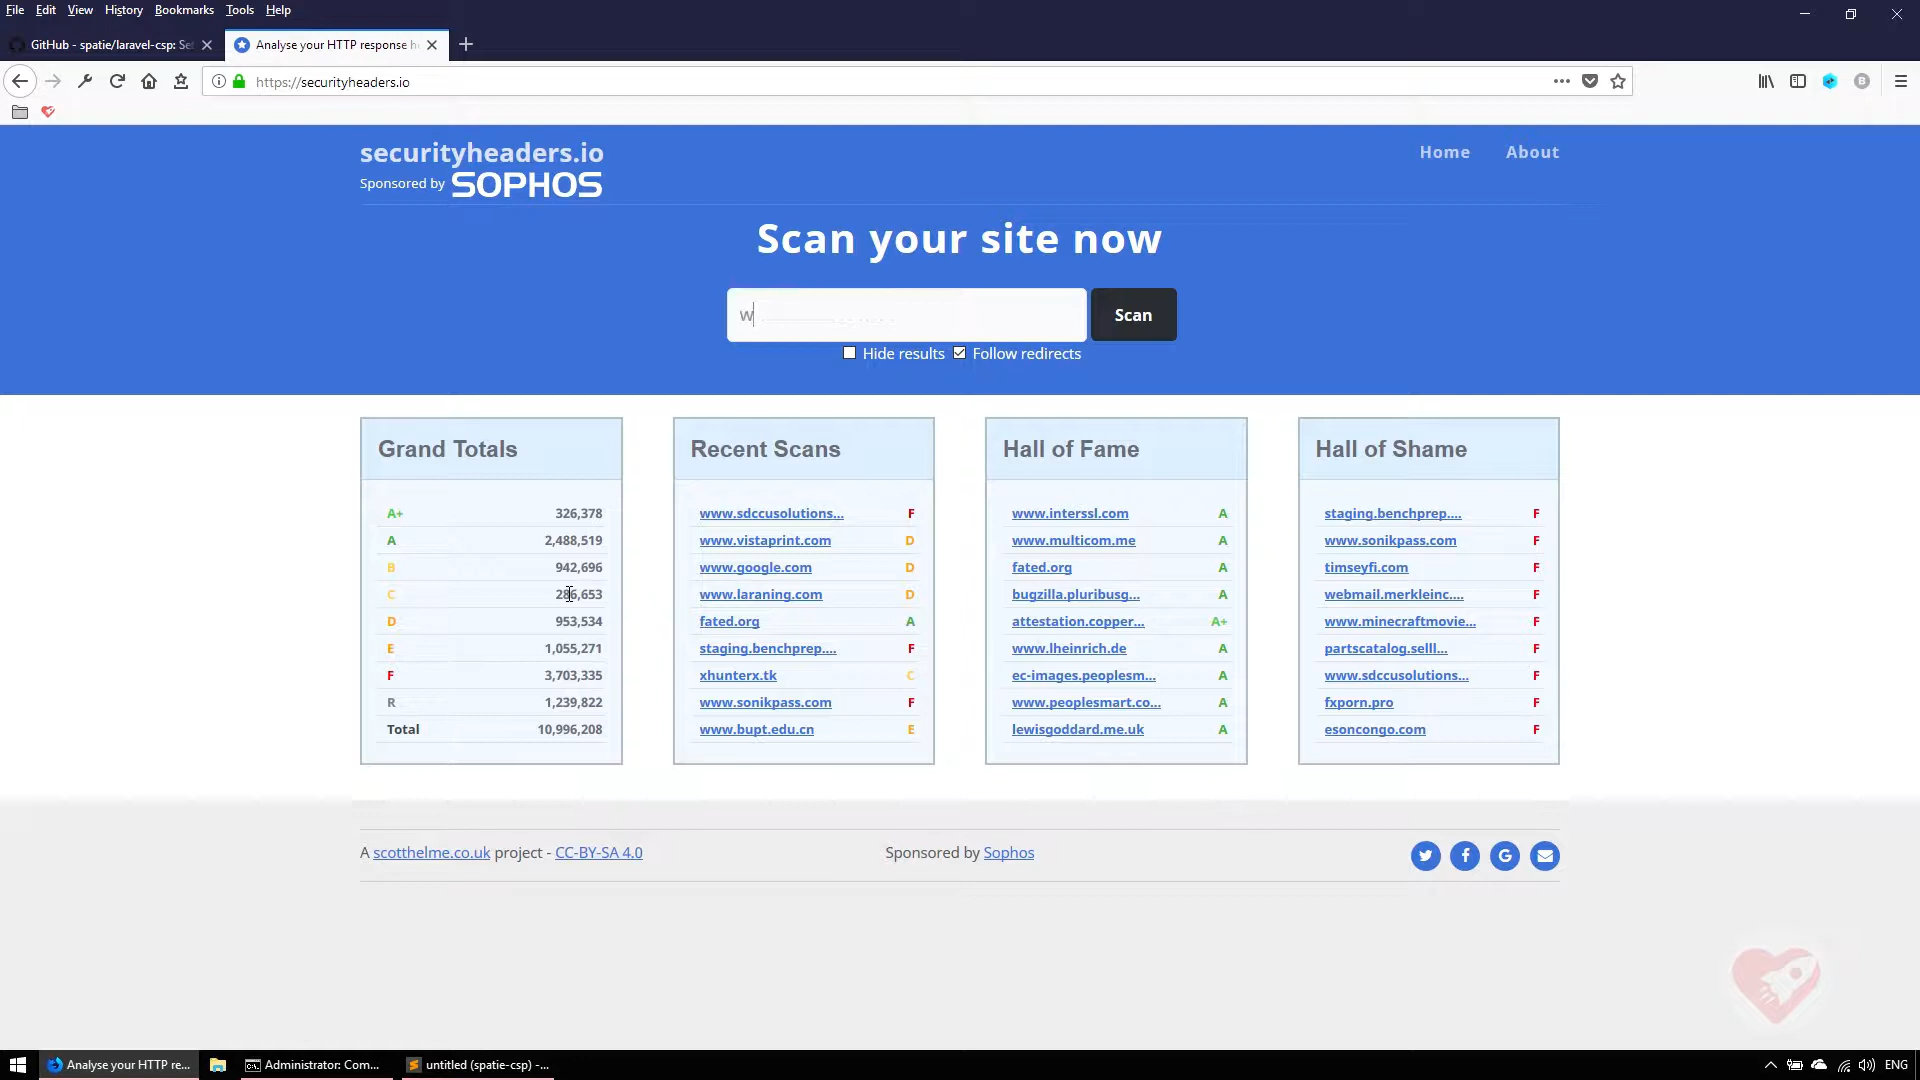 File Edit View History Bookmarks Tools Help
GitHub - spatie/laravel-csp: Se
Analyse your HTTP response h
https://securityheaders.io
securityheaders.io
Home About
Sponsored by SOPHOS
Scan your site now
w
Scan
Hide results Follow redirects
Grand Totals
A+ 326,378
A 2,488,519
B 942,696
C 286,653
D 953,534
E 1,055,271
F 3,703,335
R 1,239,822
Total 10,996,208
Recent Scans
www.sdccusolutions... F
www.vistaprint.com D
www.google.com D
www.laraning.com D
fated.org A
staging.benchprep.... F
xhunterx.tk C
www.sonikpass.com F
www.bupt.edu.cn E
Hall of Fame
www.interssl.com A
www.multicom.me A
fated.org A
bugzilla.pluribusg... A
attestation.copper... A+
www.lheinrich.de A
ec-images.peoplesm... A
www.peoplesmart.co... A
lewisgoddard.me.uk A
Hall of Shame
staging.benchprep.... F
www.sonikpass.com F
timseyfi.com F
webmail.merkleinc.... F
www.minecraftmovie... F
partscatalog.selll... F
www.sdccusolutions... F
fxporn.pro F
esoncongo.com F
A scotthelme.co.uk project - CC-BY-SA 4.0
Sponsored by Sophos
Analyse your HTTP re...
Administrator: Com...
untitled (spatie-csp) -...
ENG